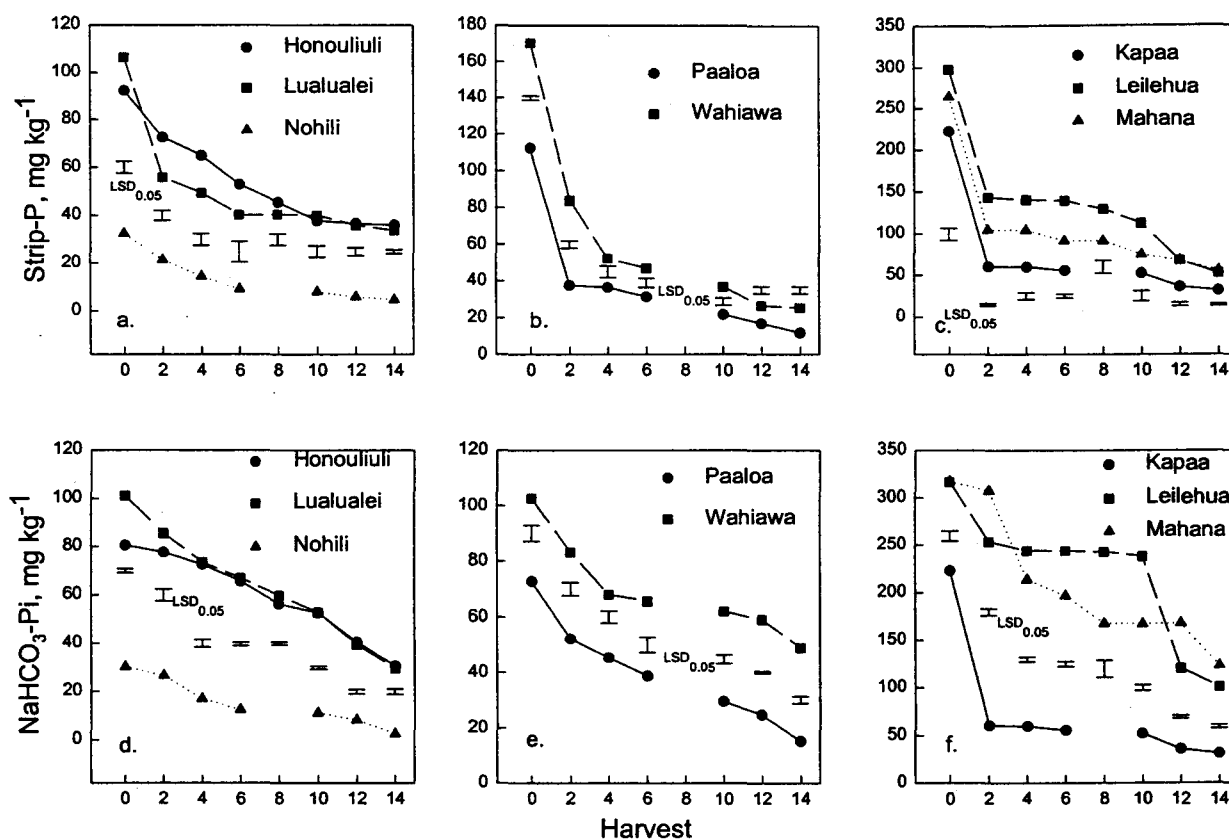 Strip-P, mg kg⁻¹
120
100
80
60
40
20
0
Honouliuli
Lualualei
Nohili
LSD0.05
a.
0 2 4 6 8 10 12 14
180
160
140
120
100
80
60
40
20
0
Paaloa
Wahiawa
LSD0.05
b.
0 2 4 6 8 10 12 14
350
300
250
200
150
100
50
0
Kapaa
Leilehua
Mahana
c. LSD0.05
0 2 4 6 8 10 12 14
NaHCO3-Pi, mg kg⁻¹
120
100
80
60
40
20
0
Honouliuli
Lualualei
Nohili
LSD0.05
d.
0 2 4 6 8 10 12 14
120
100
80
60
40
20
0
Paaloa
Wahiawa
LSD0.05
e.
0 2 4 6 8 10 12 14
350
300
250
200
150
100
50
0
Kapaa
Leilehua
Mahana
LSD0.05
f.
0 2 4 6 8 10 12 14
Harvest